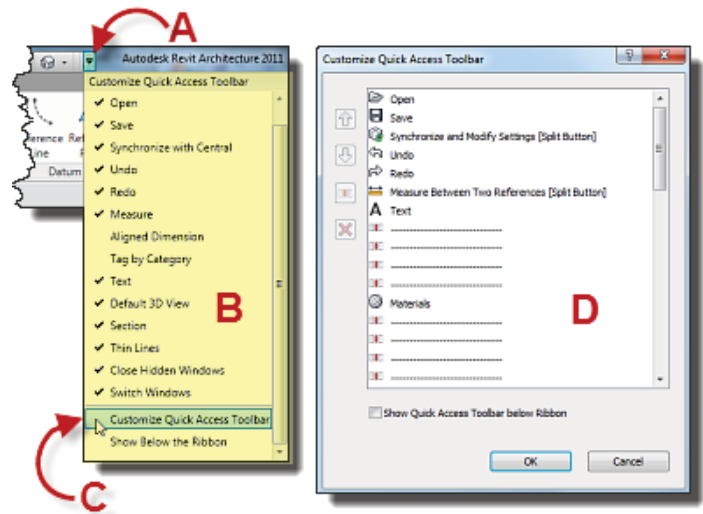 A
Autodesk Revit Architecture 2011
Customize Quick Access Toolbar
Open
Save
Synchronize with Central
Undo
Redo
Measure
Aligned Dimension
Tag by Category
Text
Default 3D View
Section
Thin Lines
Close Hidden Windows
Switch Windows
Customize Quick Access Toolbar
Show Below the Ribbon
B
C
erence Ref
Line
Datum
Customize Quick Access Toolbar
Open
Save
Synchronize and Modify Settings [Split Button]
Undo
Redo
Measure Between Two References [Split Button]
A Text
Materials
D
Show Quick Access Toolbar below Ribbon
OK Cancel